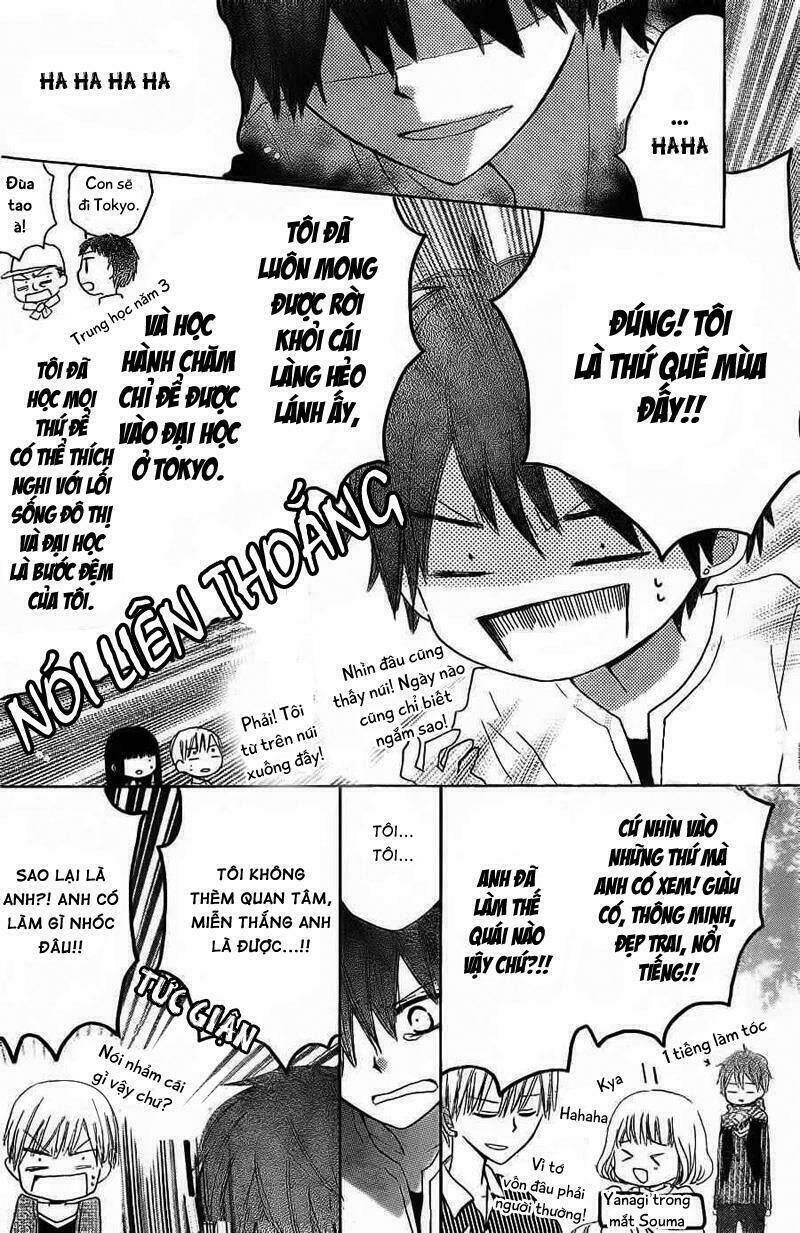 ...
HAHA
HA HA HA HA
ĐÚNG! TÔI
LÀ THỨ QUÊ MÙA
ĐẤY!!
TÔI ĐÃ
LUÔN MONG
ĐƯỢC RỜI
KHỎI CÁI
LÀNG HẺO
LÁNH ẤY,
VÀ HỌC
HÀNH CHĂM
CHỈ ĐỂ ĐƯỢC
VÀO ĐẠI HỌC
Ở TOKYO.
Con sẽ
đi Tokyo.
Đùa
tao
à!
Trung học năm 3
TÔI ĐÃ
HỌC MỌI
THỨ ĐỂ
CÓ THỂ THÍCH
NGHI VỚI LỐI
SỐNG ĐÔ THỊ
VÀ ĐẠI HỌC
LÀ BƯỚC ĐỆM
CỦA TÔI.
NÓI LIÊN THOẮNG
Nhìn đâu cũng
thấy núi! Ngày nào
cũng chỉ biết
ngắm sao!
Phải! Tôi
từ trên núi
xuống đấy!
CỨ NHÌN VÀO
NHỮNG THỨ MÀ
ANH CÓ XEM! GIÀU
CÓ, THÔNG MINH,
ĐẸP TRAI, NỔI
TIẾNG!!
ANH ĐÃ
LÀM THẾ
QUÁI NÀO
VẬY CHỨ?!!
1 tiếng làm tóc
Kya
Hahaha
Vì tớ
vốn đâu phải
người thường!
Yanagi trong
mắt Souma
TÔI...
TÔI...
TÔI KHÔNG
THÈM QUAN TÂM,
MIỄN THẮNG ANH
LÀ ĐƯỢC...!!
TỨC GIẬN
SAO LẠI LÀ
ANH?! ANH CÓ
LÀM GÌ NHÓC
ĐÂU!!
Nói nhảm cái
gì vậy chứ?